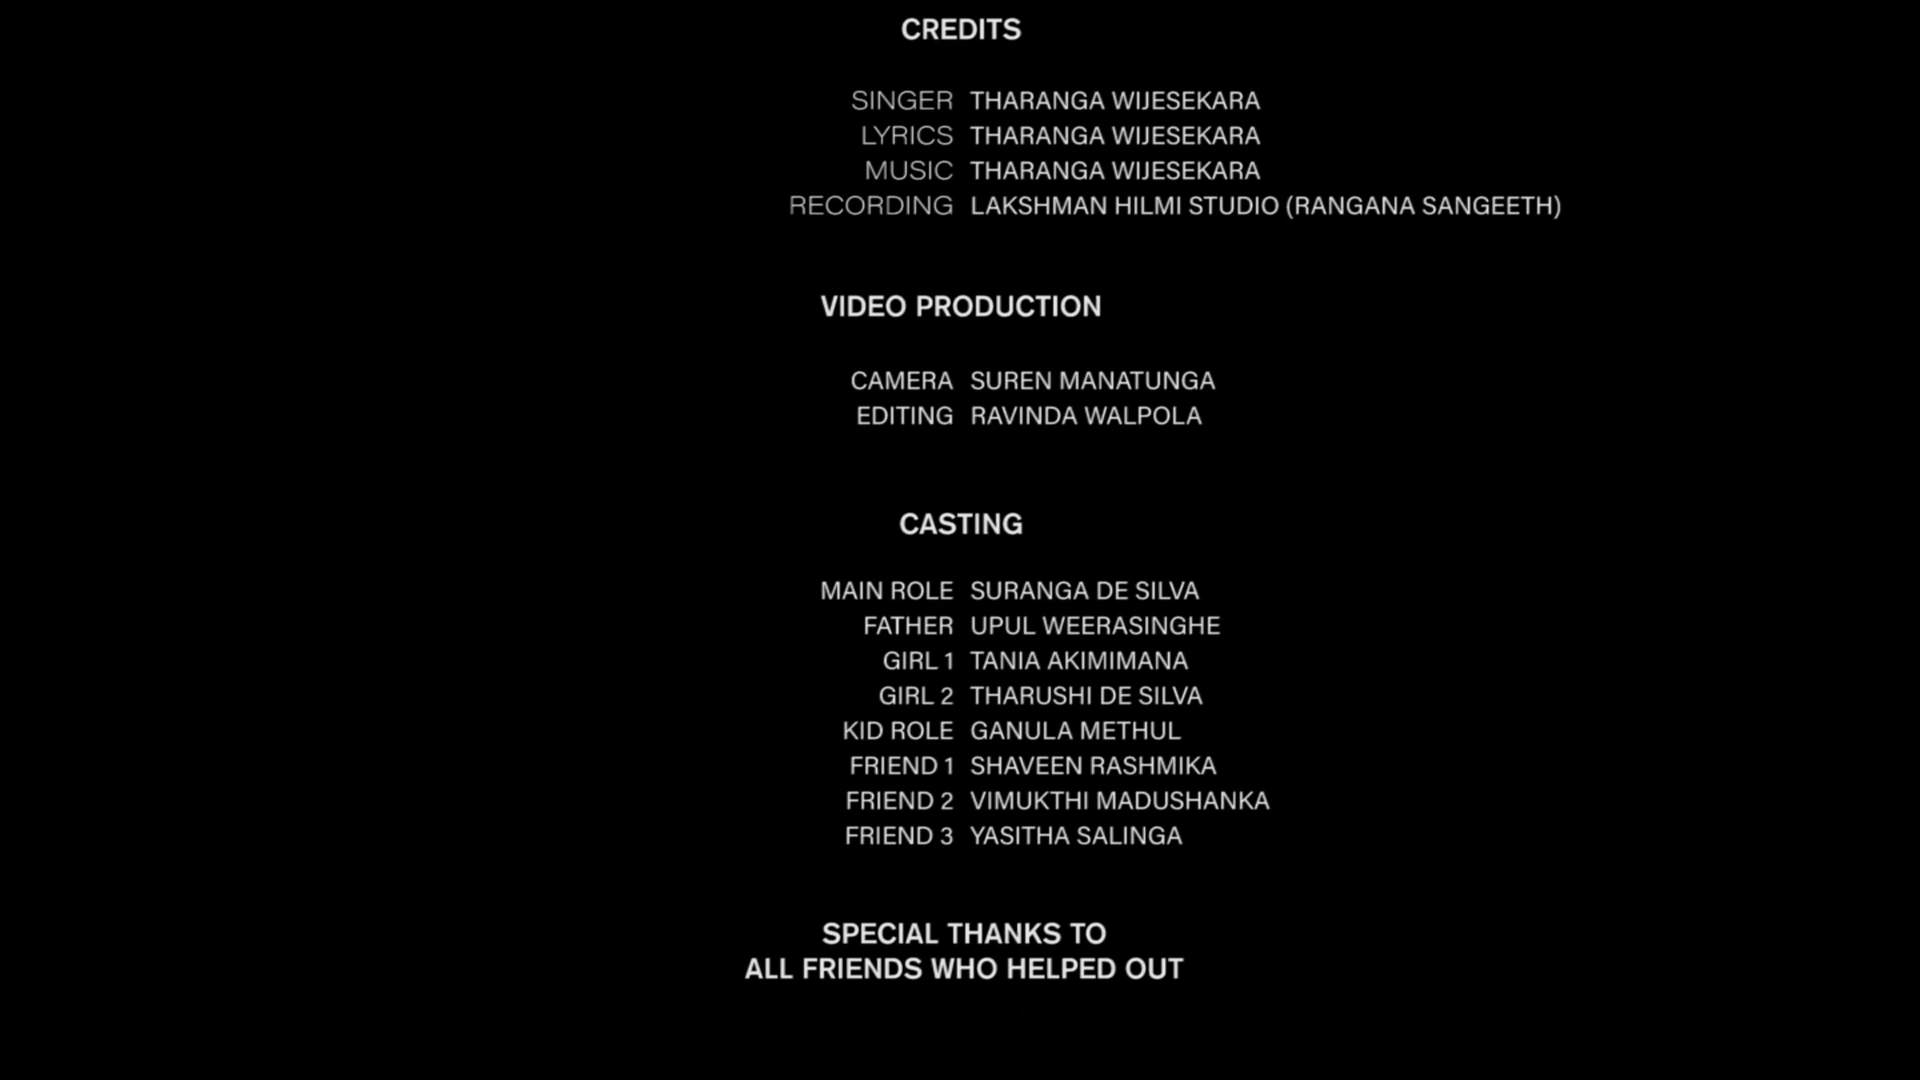 CREDITS
SINGER THARANGA WIJESEKARA
LYRICS THARANGA WIJESEKARA
MUSIC THARANGA WIJESEKARA
RECORDING LAKSHMAN HILMI STUDIO (RANGANA SANGEETH)
VIDEO PRODUCTION
CAMERA SUREN MANATUNGA
EDITING RAVINDA WALPOLA
CASTING
MAIN ROLE SURANGA DE SILVA
FATHER UPUL WEERASINGHE
GIRL 1 TANIA AKIMIMANA
GIRL 2 THARUSHI DE SILVA
KID ROLE GANULA METHUL
FRIEND 1 SHAVEEN RASHMIKA
FRIEND 2 VIMUKTHI MADUSHANKA
FRIEND 3 YASITHA SALINGA
SPECIAL THANKS TO
ALL FRIENDS WHO HELPED OUT